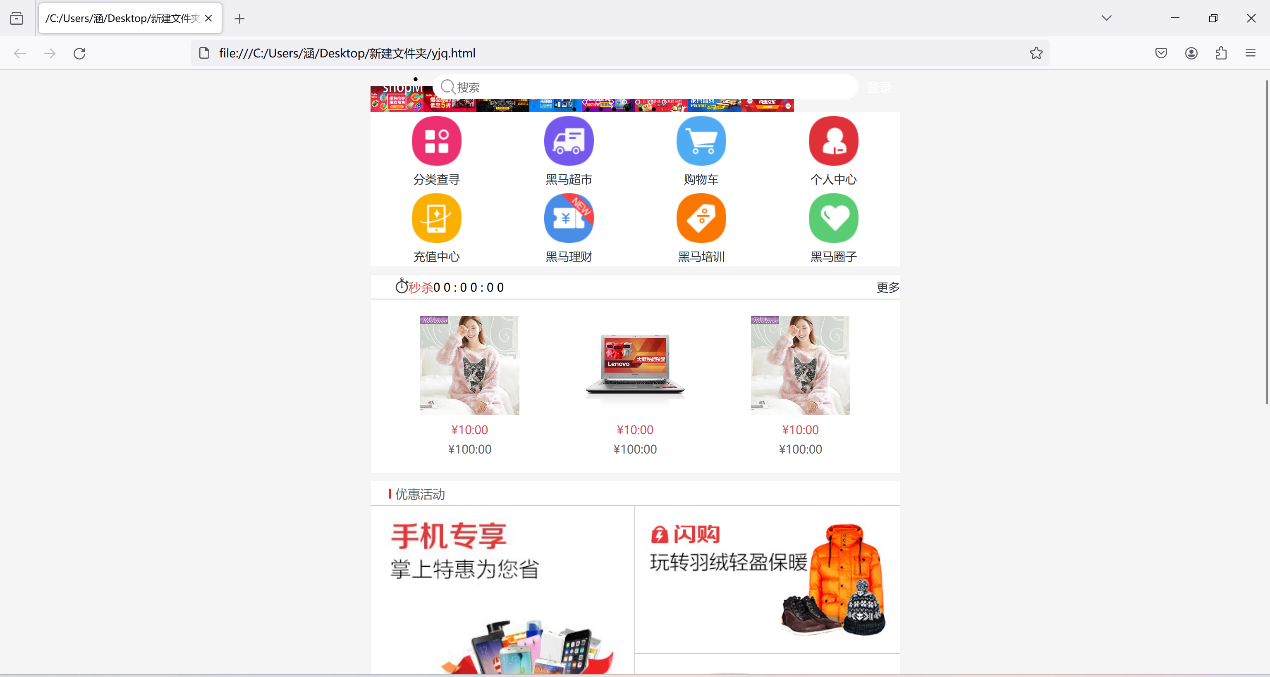 /C:/Users/涵/Desktop/新建文件夹
file:///C:/Users/涵/Desktop/新建文件夹/yjq.html
搜索 登录
分类查寻 黑马超市 购物车 个人中心
NEW
充值中心 黑马理财 黑马培训 黑马圈子
秒杀0 0 : 0 0 : 0 0 更多
Lenovo
¥10:00 ¥10:00 ¥10:00
¥100:00 ¥100:00 ¥100:00
优惠活动
手机专享 闪购
掌上特惠为您省 玩转羽绒轻盈保暖